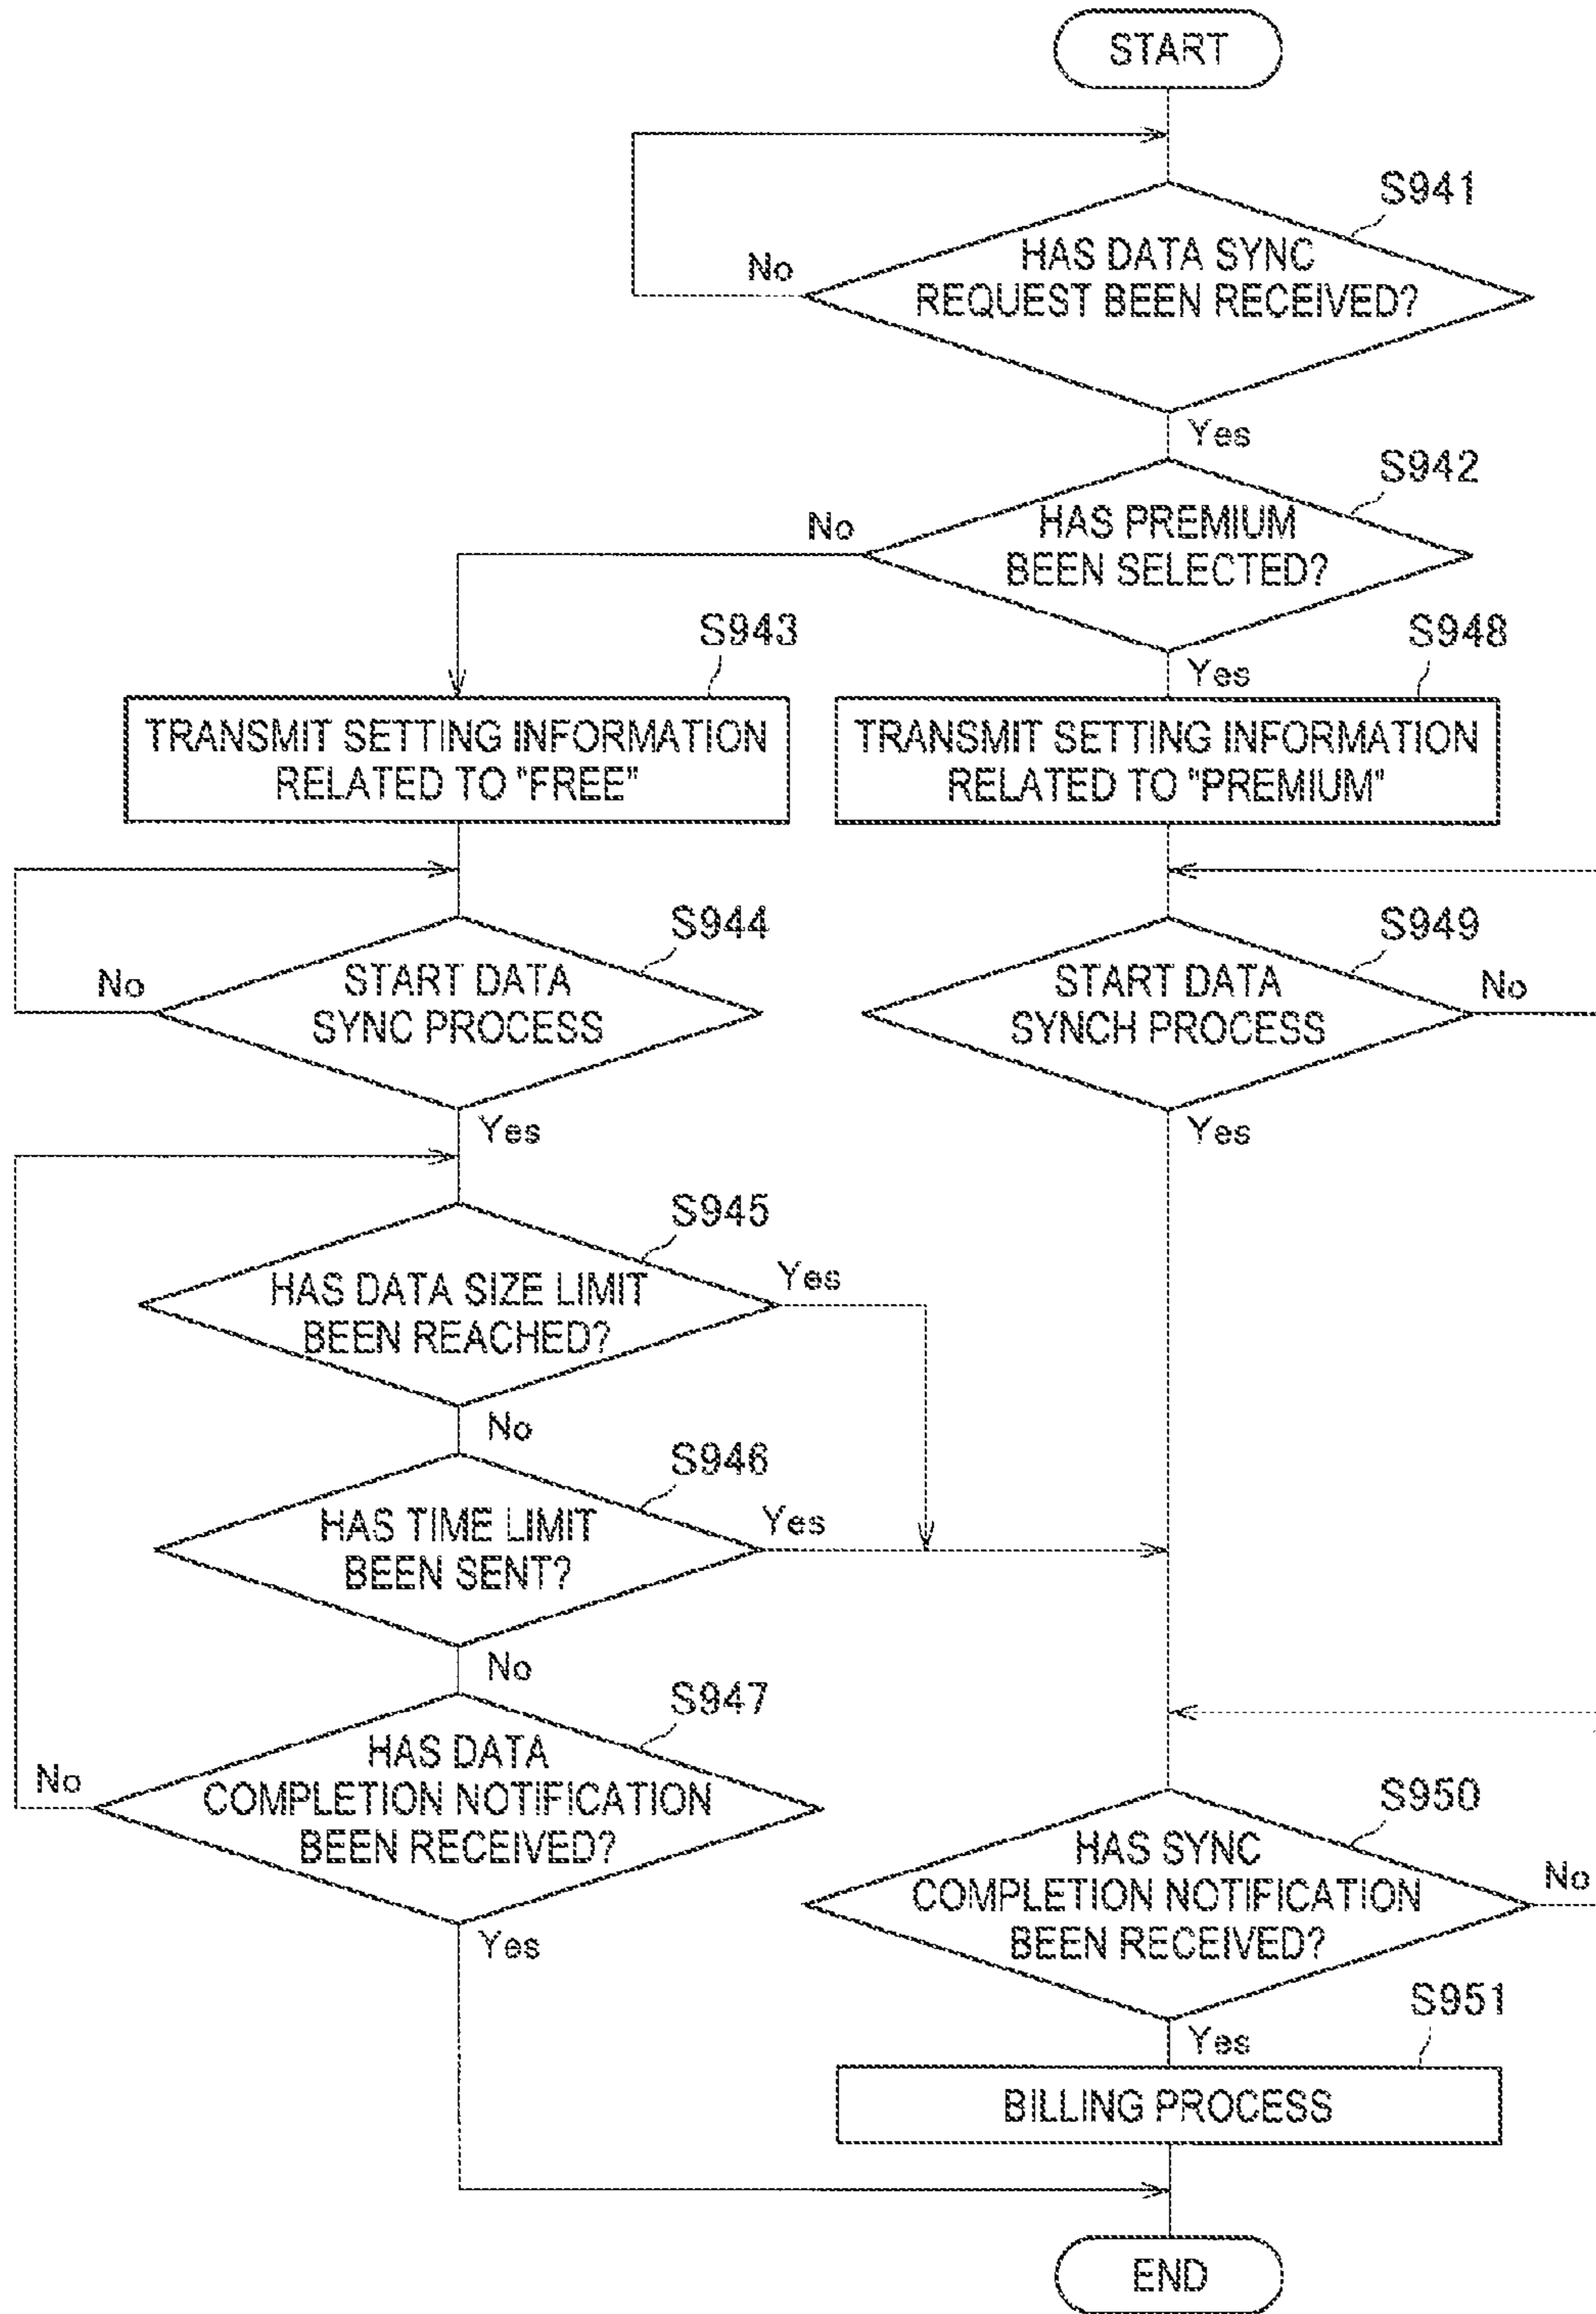 START
S941
HAS DATA SYNC
REQUEST BEEN RECEIVED?
No
Yes
S942
HAS PREMIUM
BEEN SELECTED?
No
Yes
S943
TRANSMIT SETTING INFORMATION
RELATED TO "FREE"
S948
TRANSMIT SETTING INFORMATION
RELATED TO "PREMIUM"
S944
START DATA
SYNC PROCESS
No
Yes
S949
START DATA
SYNCH PROCESS
No
Yes
S945
HAS DATA SIZE LIMIT
BEEN REACHED?
Yes
No
S946
HAS TIME LIMIT
BEEN SENT?
Yes
No
S947
HAS DATA
COMPLETION NOTIFICATION
BEEN RECEIVED?
No
Yes
S950
HAS SYNC
COMPLETION NOTIFICATION
BEEN RECEIVED?
No
Yes
S951
BILLING PROCESS
END